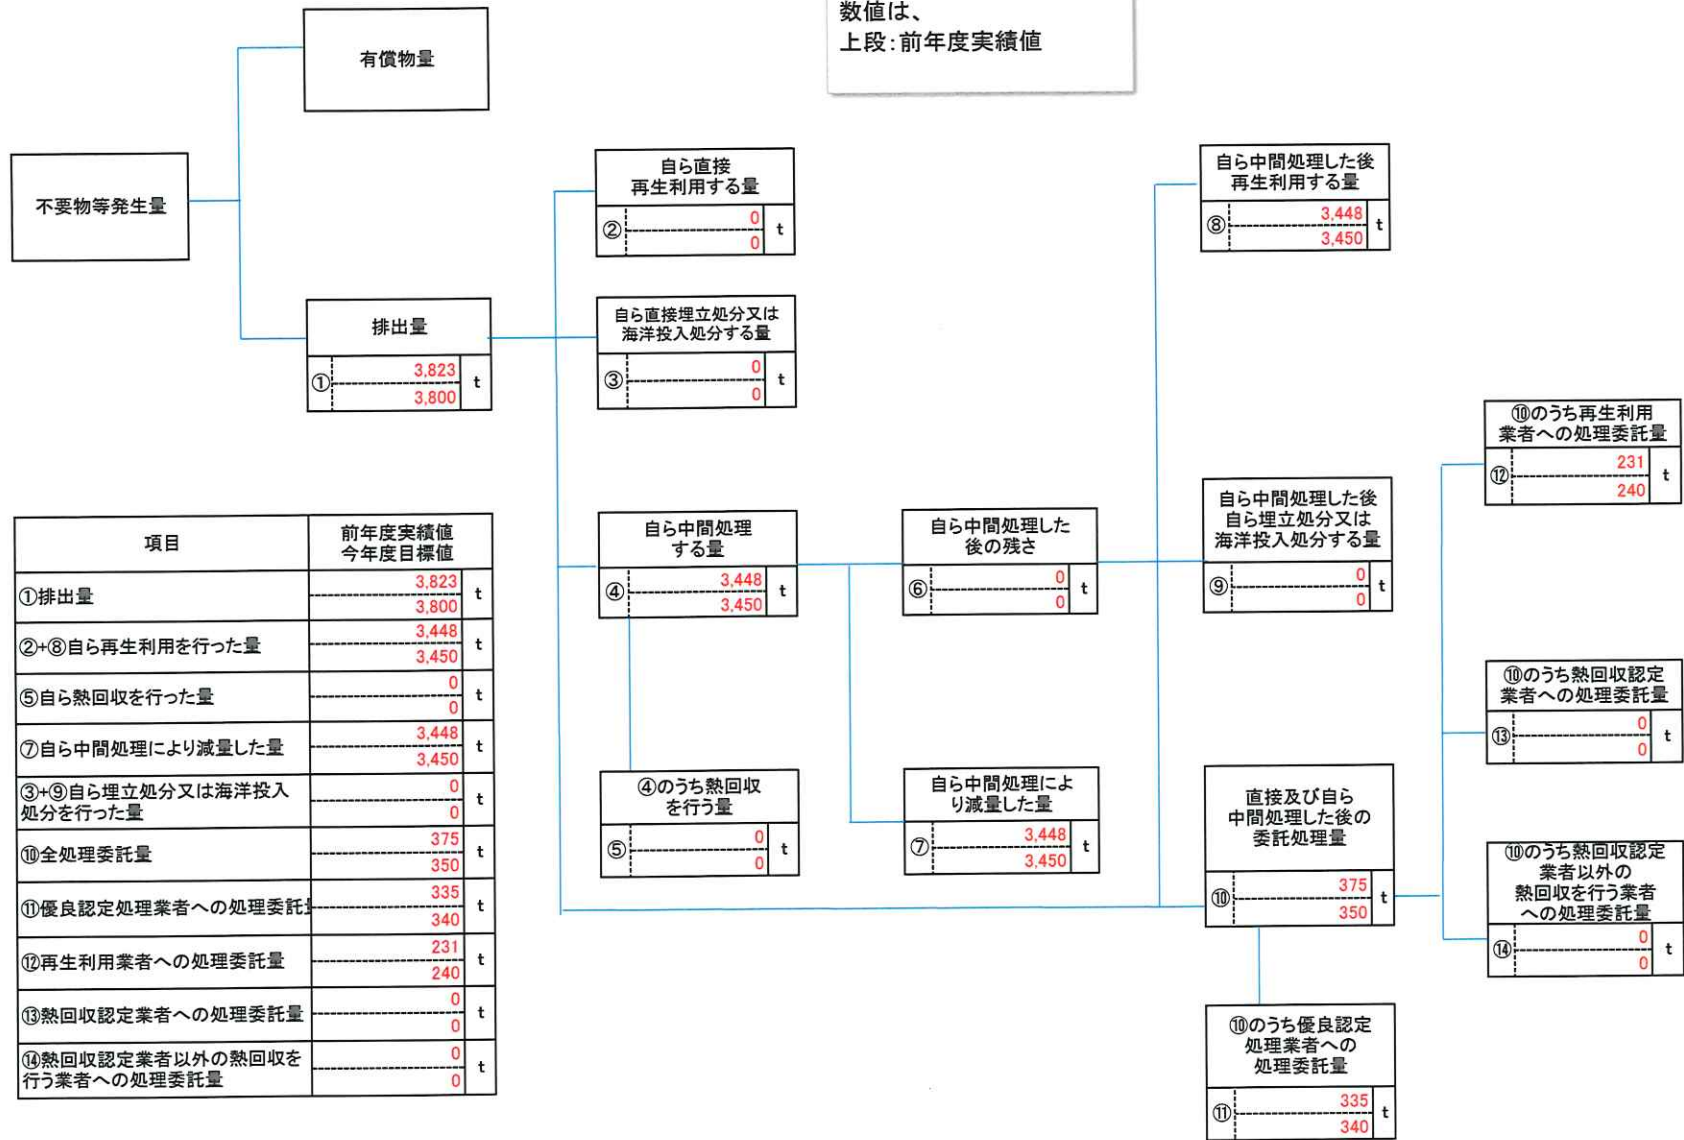 数値は、
上段:前年度実績値
有償物量
不要物等発生量
排出量
① 3,823 t
3,800
自ら直接
再生利用する量
② 0 t
0
自ら直接埋立処分又は
海洋投入処分する量
③ 0 t
0
自ら中間処理
する量
④ 3,448 t
3,450
④のうち熱回収
を行う量
⑤ 0 t
0
自ら中間処理した
後の残さ
⑥ 0 t
0
自ら中間処理によ
り減量した量
⑦ 3,448 t
3,450
自ら中間処理した後
再生利用する量
⑧ 3,448 t
3,450
自ら中間処理した後
自ら埋立処分又は
海洋投入処分する量
⑨ 0 t
0
直接及び自ら
中間処理した後の
委託処理量
⑩ 375 t
350
⑩のうち優良認定
処理業者への
処理委託量
⑪ 335 t
340
⑩のうち再生利用
業者への処理委託量
⑫ 231 t
240
⑩のうち熱回収認定
業者への処理委託量
⑬ 0 t
0
⑩のうち熱回収認定
業者以外の
熱回収を行う業者
への処理委託量
⑭ 0 t
0
項目 前年度実績値
今年度目標値
①排出量 3,823 t
3,800
②+⑧自ら再生利用を行った量 3,448 t
3,450
⑤自ら熱回収を行った量 0 t
0
⑦自ら中間処理により減量した量 3,448 t
3,450
③+⑨自ら埋立処分又は海洋投入 0 t
処分を行った量 0
⑩全処理委託量 375 t
350
⑪優良認定処理業者への処理委託 335 t
340
⑫再生利用業者への処理委託量 231 t
240
⑬熱回収認定業者への処理委託量 0 t
0
⑭熱回収認定業者以外の熱回収を 0 t
行う業者への処理委託量 0